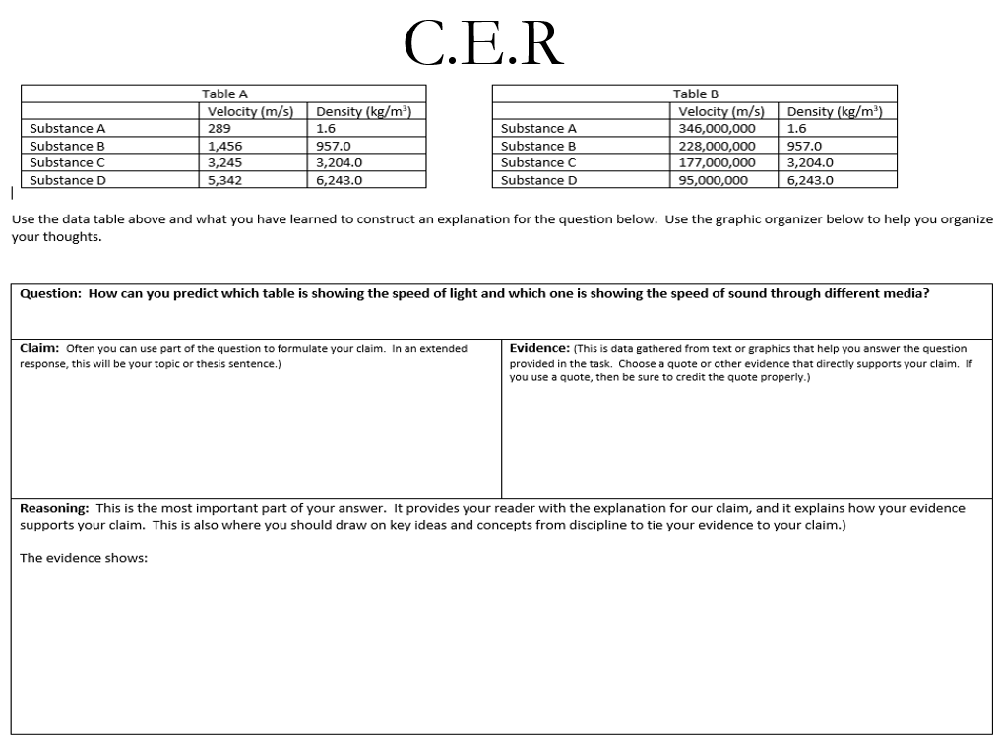 C.E.R
Table A
Velocity (m/s) Density (kg/m³)
Substance A 289 1.6
Substance B 1,456 957.0
Substance C 3,245 3,204.0
Substance D 5,342 6,243.0
Table B
Velocity (m/s) Density (kg/m³)
Substance A 346,000,000 1.6
Substance B 228,000,000 957.0
Substance C 177,000,000 3,204.0
Substance D 95,000,000 6,243.0
Use the data table above and what you have learned to construct an explanation for the question below. Use the graphic organizer below to help you organize
your thoughts.
Question: How can you predict which table is showing the speed of light and which one is showing the speed of sound through different media?
Claim: Often you can use part of the question to formulate your claim. In an extended
response, this will be your topic or thesis sentence.)
Evidence: (This is data gathered from text or graphics that help you answer the question
provided in the task. Choose a quote or other evidence that directly supports your claim. If
you use a quote, then be sure to credit the quote properly.)
Reasoning: This is the most important part of your answer. It provides your reader with the explanation for our claim, and it explains how your evidence
supports your claim. This is also where you should draw on key ideas and concepts from discipline to tie your evidence to your claim.)
The evidence shows: